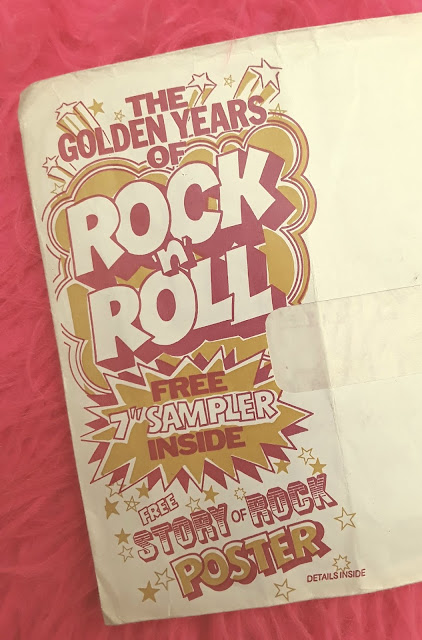 THE
GOLDEN YEARS
OF
ROCK
'n'
ROLL
FREE
7" SAMPLER
INSIDE
FREE
STORY OF ROCK
POSTER
DETAILS INSIDE